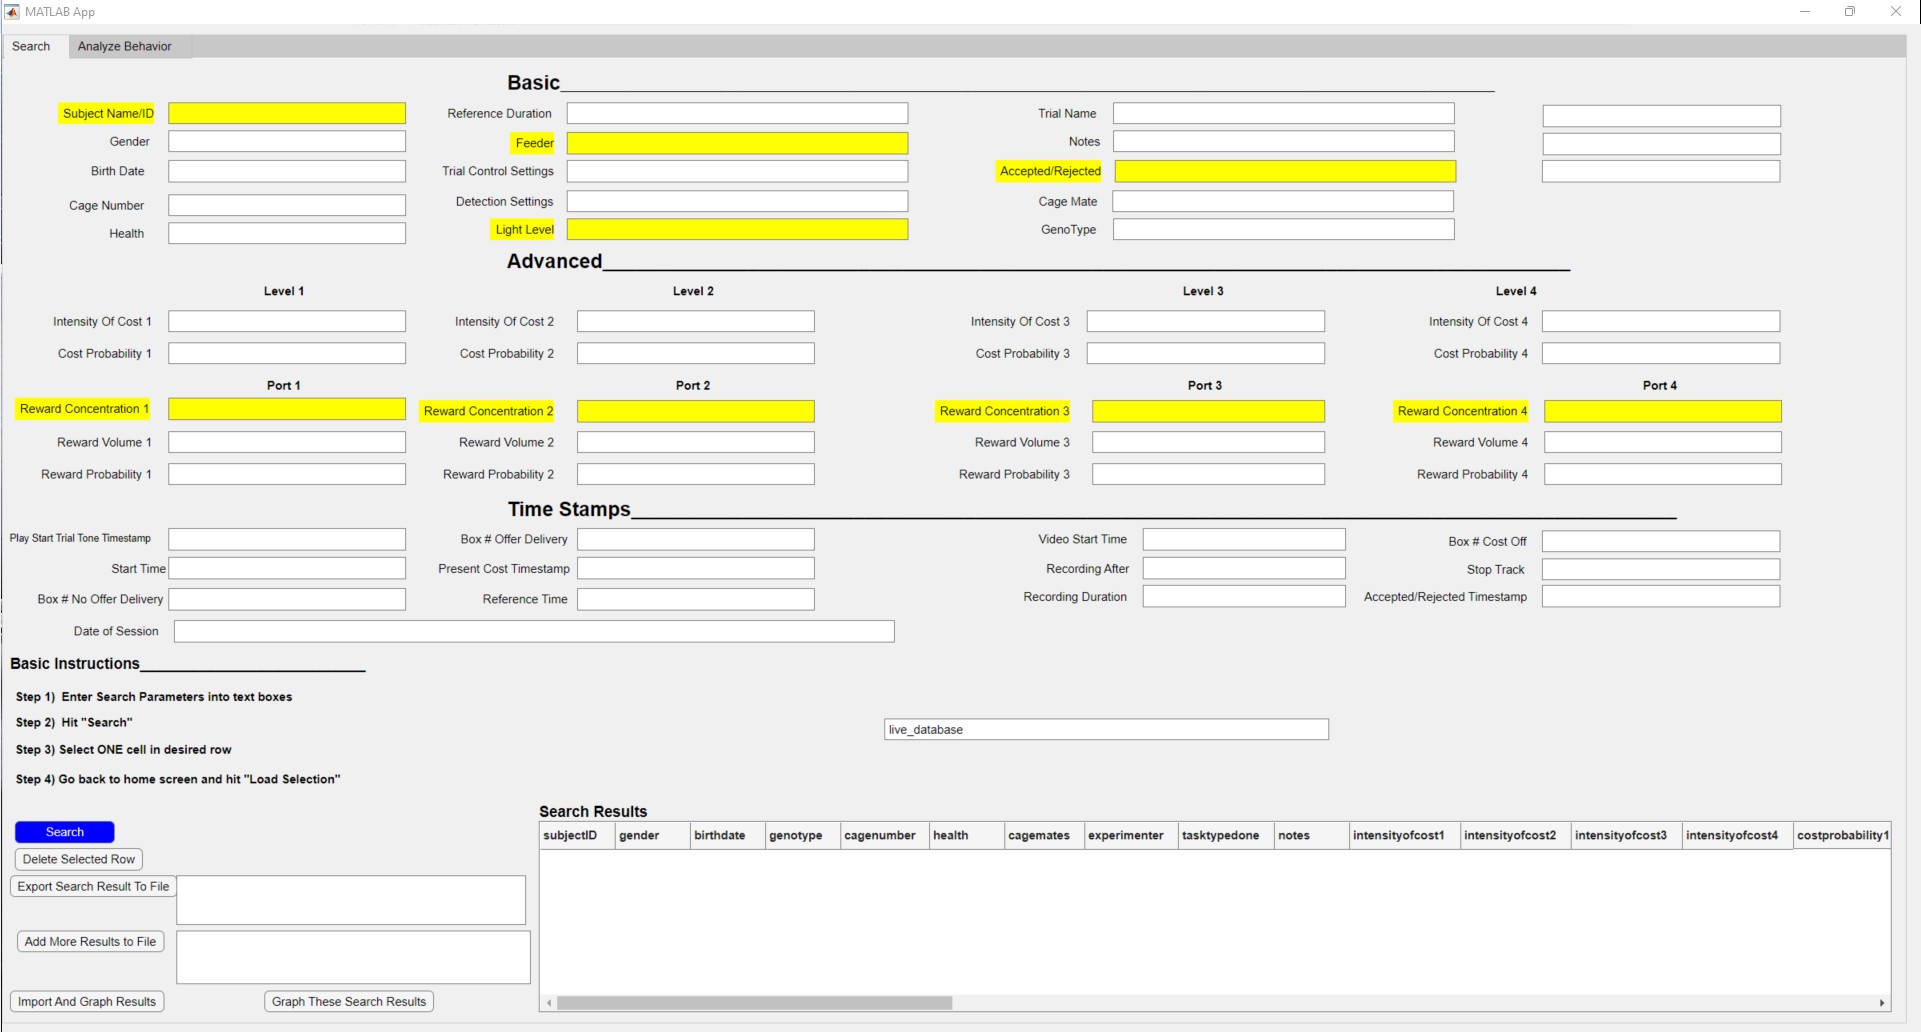 MATLAB App
Search Analyze Behavior
Basic
Subject Name/ID Reference Duration Trial Name
Gender Feeder Notes
Birth Date Trial Control Settings Accepted/Rejected
Cage Number Detection Settings Cage Mate
Health Light Level GenoType
Advanced
Level 1 Level 2 Level 3 Level 4
Intensity Of Cost 1 Intensity Of Cost 2 Intensity Of Cost 3 Intensity Of Cost 4
Cost Probability 1 Cost Probability 2 Cost Probability 3 Cost Probability 4
Port 1 Port 2 Port 3 Port 4
Reward Concentration 1 Reward Concentration 2 Reward Concentration 3 Reward Concentration 4
Reward Volume 1 Reward Volume 2 Reward Volume 3 Reward Volume 4
Reward Probability 1 Reward Probability 2 Reward Probability 3 Reward Probability 4
Time Stamps
Play Start Trial Tone Timestamp Box # Offer Delivery Video Start Time Box # Cost Off
Start Time Present Cost Timestamp Recording After Stop Track
Box # No Offer Delivery Reference Time Recording Duration Accepted/Rejected Timestamp
Date of Session
Basic Instructions
Step 1) Enter Search Parameters into text boxes
Step 2) Hit "Search"
live_database
Step 3) Select ONE cell in desired row
Step 4) Go back to home screen and hit "Load Selection"
Search Results
Search
subjectID gender birthdate genotype cagenumber health cagemates experimenter tasktypedone notes intensityofcost1 intensityofcost2 intensityofcost3 intensityofcost4 costprobability1
Delete Selected Row
Export Search Result To File
Add More Results to File
Import And Graph Results Graph These Search Results